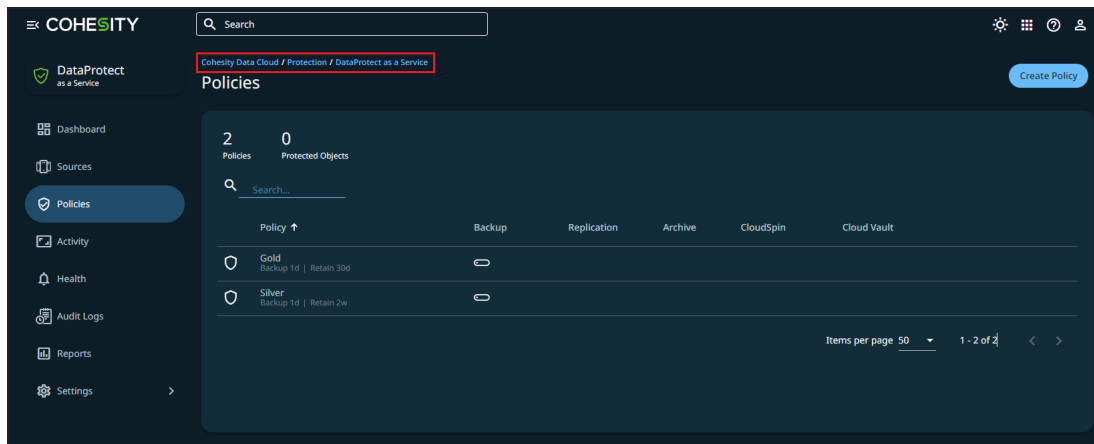 COHESITY
Search
DataProtect
as a Service
Cohesity Data Cloud / Protection / DataProtect as a Service
Policies
Create Policy
Dashboard
Sources
Policies
Activity
Health
Audit Logs
Reports
Settings
2
Policies
0
Protected Objects
Search...
Policy Backup Replication Archive CloudSpin Cloud Vault
Gold
Backup 1d | Retain 30d
Silver
Backup 1d | Retain 2w
Items per page 50 1 - 2 of 2